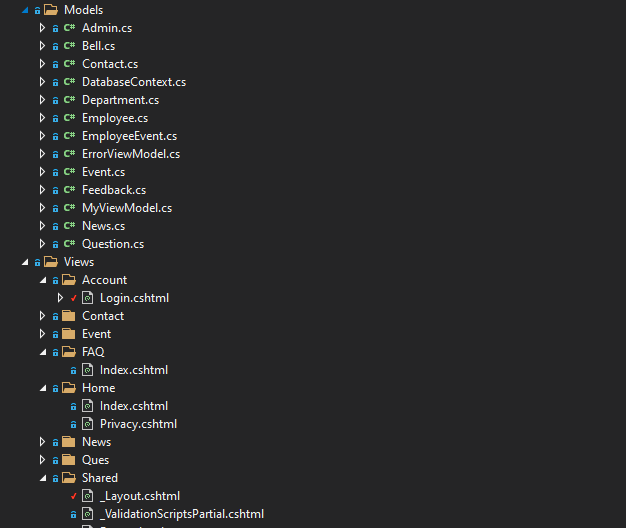 Models
C# Admin.cs
C# Bell.cs
C# Contact.cs
C# DatabaseContext.cs
C# Department.cs
C# Employee.cs
C# EmployeeEvent.cs
C# ErrorViewModel.cs
C# Event.cs
C# Feedback.cs
C# MyViewModel.cs
C# News.cs
C# Question.cs
Views
Account
Login.cshtml
Contact
Event
FAQ
Index.cshtml
Home
Index.cshtml
Privacy.cshtml
News
Ques
Shared
_Layout.cshtml
_ValidationScriptsPartial.cshtml